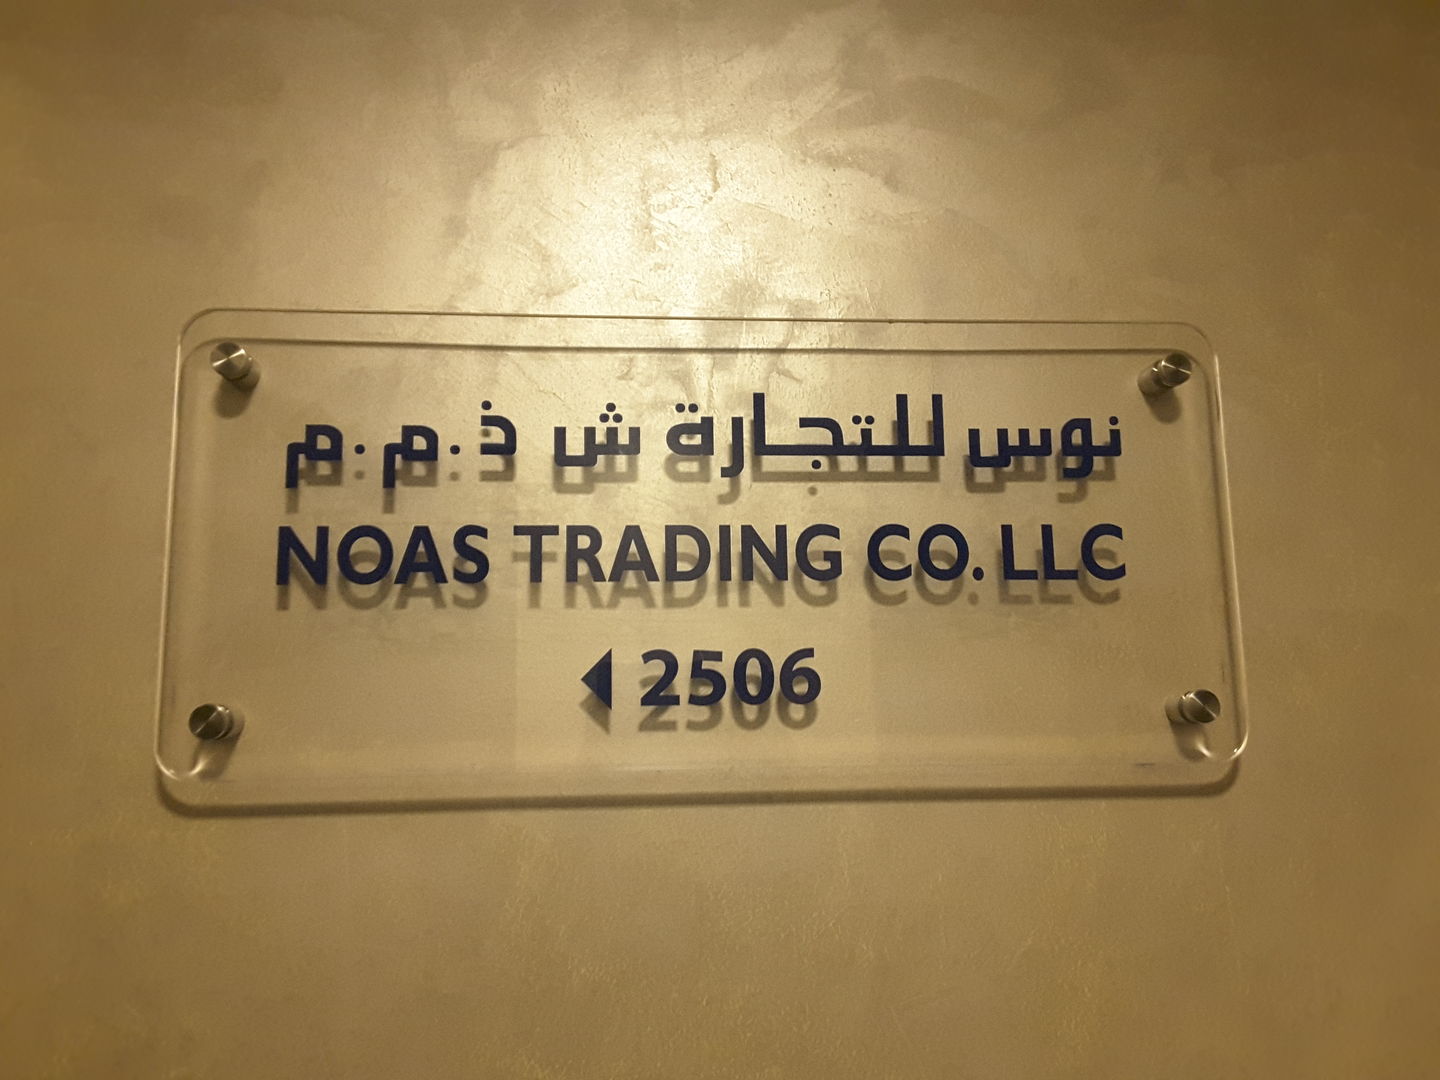 نوس للتجارة ش ذ.م.م
NOAS TRADING CO. LLC
◀ 2506